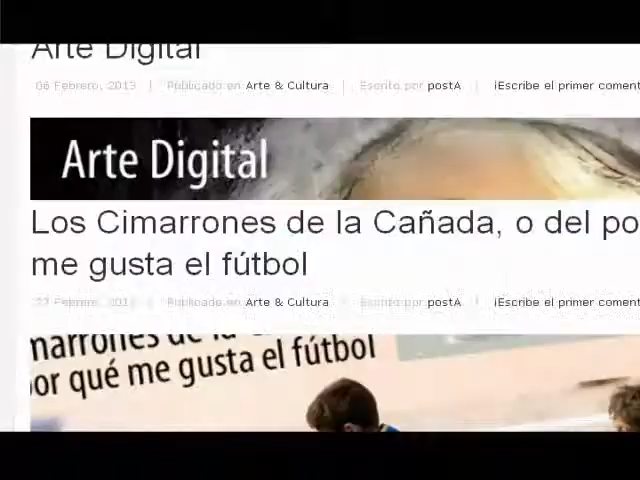 Arte Digital
06 Febrero, 2013 | Publicado en Arte & Cultura | Escrito por postA | ¡Escribe el primer coment
Arte Digital
Los Cimarrones de la Cañada, o del po
me gusta el fútbol
Febrero, | Publicado en Arte & Cultura | Escrito por postA | ¡Escribe el primer coment
marrones de la
por qué me gusta el fútbol